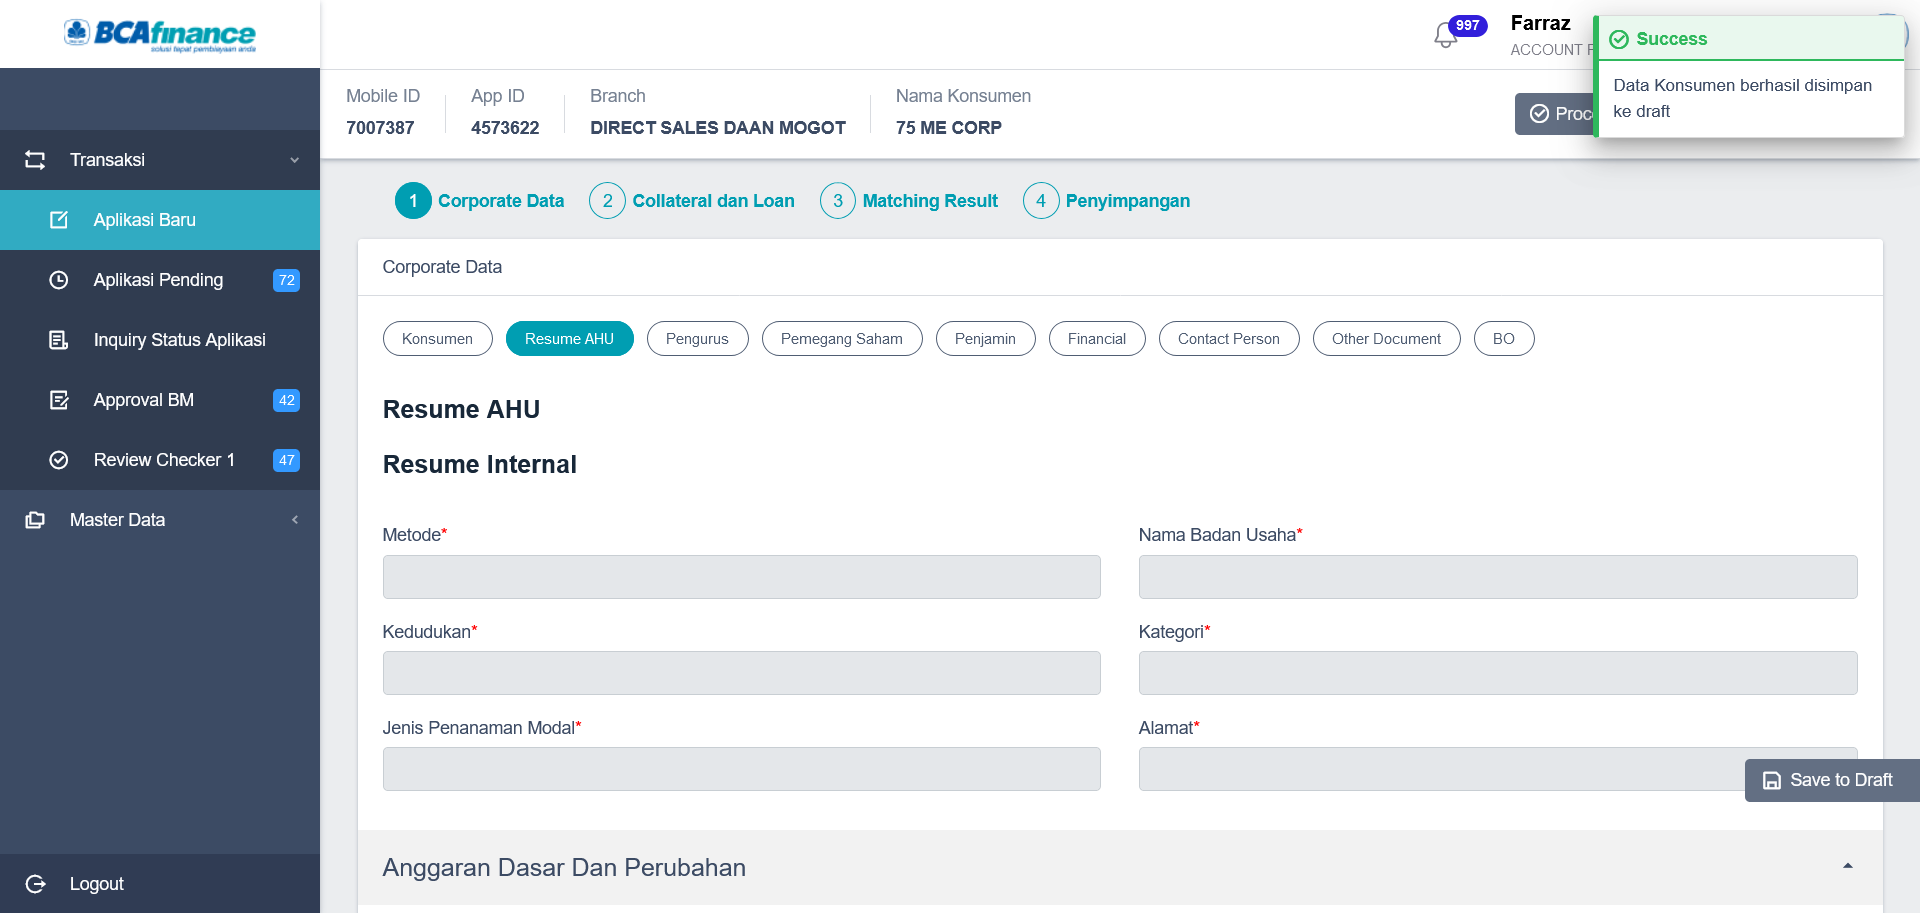 BCAfinance
solusi tepat pembiayaan anda
997
Farraz
ACCOUNT
Success
Data Konsumen berhasil disimpan
ke draft
Mobile ID
7007387
App ID
4573622
Branch
DIRECT SALES DAAN MOGOT
Nama Konsumen
75 ME CORP
Transaksi
Aplikasi Baru
Aplikasi Pending 72
Inquiry Status Aplikasi
Approval BM 42
Review Checker 1 47
Master Data
Logout
1 Corporate Data 2 Collateral dan Loan 3 Matching Result 4 Penyimpangan
Corporate Data
Konsumen Resume AHU Pengurus Pemegang Saham Penjamin Financial Contact Person Other Document BO
Resume AHU
Resume Internal
Metode* Nama Badan Usaha*
Kedudukan* Kategori*
Jenis Penanaman Modal* Alamat*
Save to Draft
Anggaran Dasar Dan Perubahan